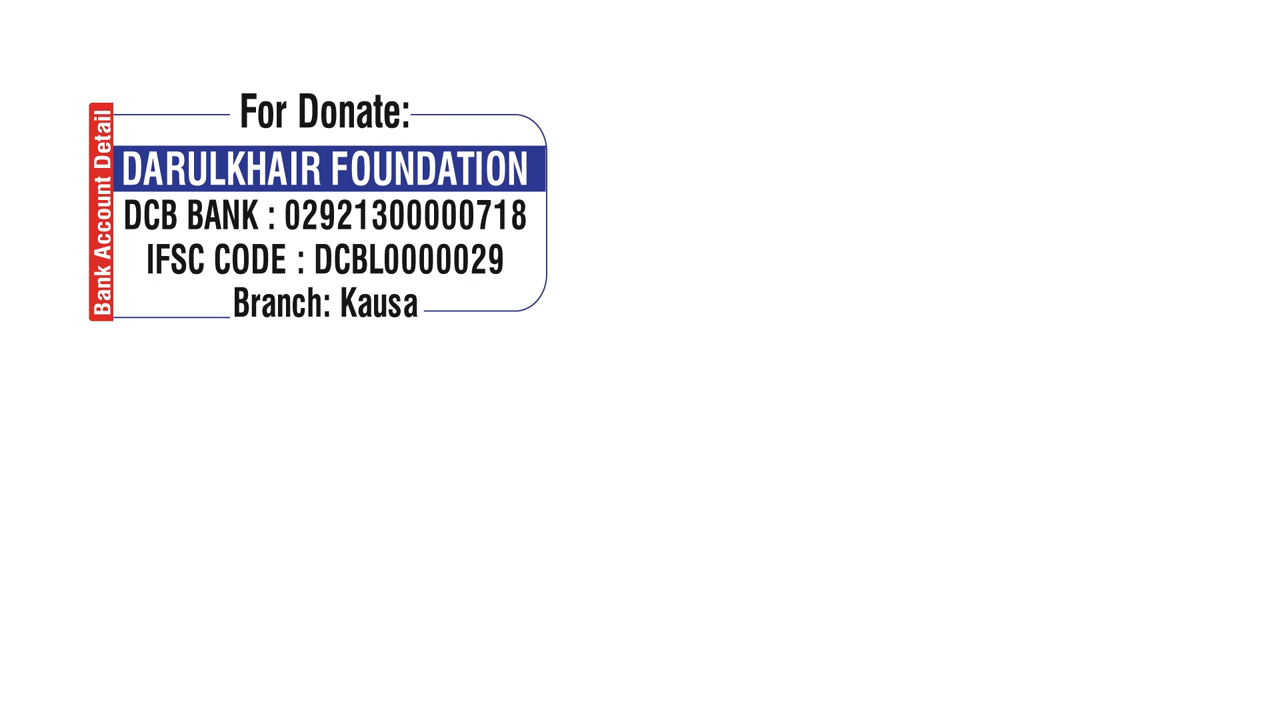 For Donate:
Bank Account Detail
DARULKHAIR FOUNDATION
DCB BANK : 02921300000718
IFSC CODE : DCBL0000029
Branch: Kausa